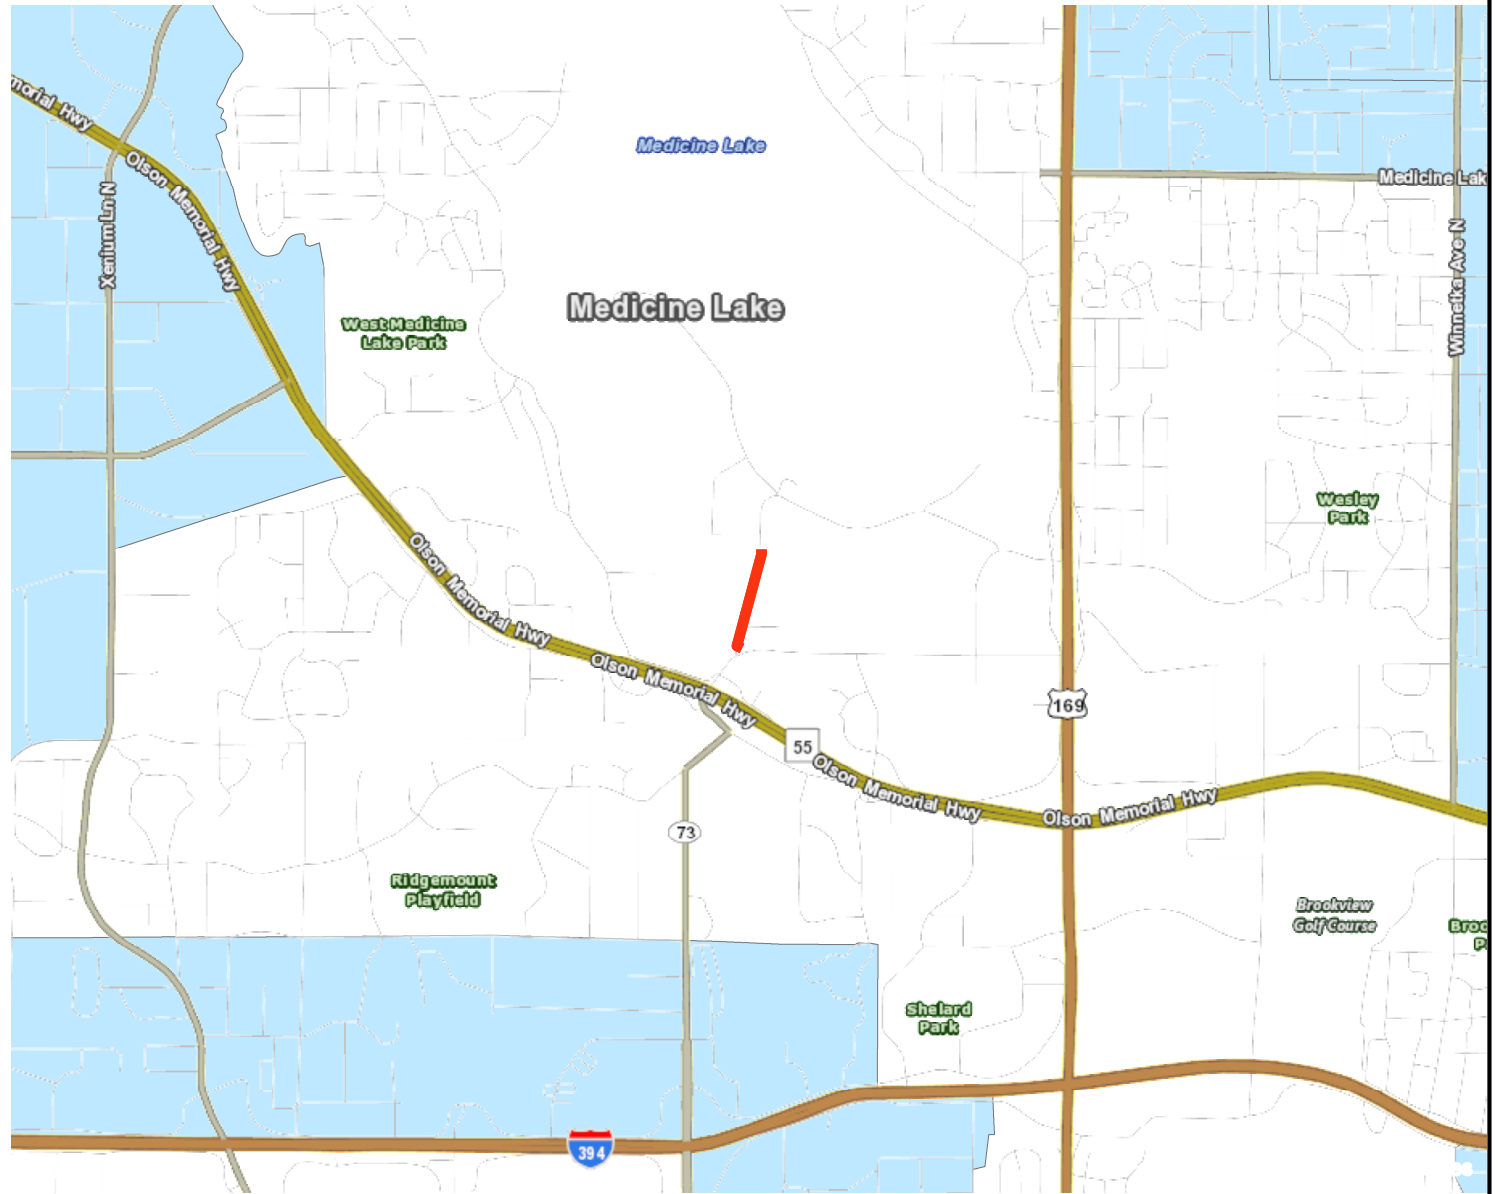 morial Hwy
Olson Memorial Hwy
Xenium Ln N
Medicine Lake
Medicine Lak
Winnetka Ave N
Medicine Lake
West Medicine
Lake Park
Wesley
Park
Olson Memorial Hwy
Olson Memorial Hwy
169
55
Olson Memorial Hwy
Olson Memorial Hwy
73
Ridgemount
Playfield
Brookview
Golf Course
Broo
P
Shelard
Park
394